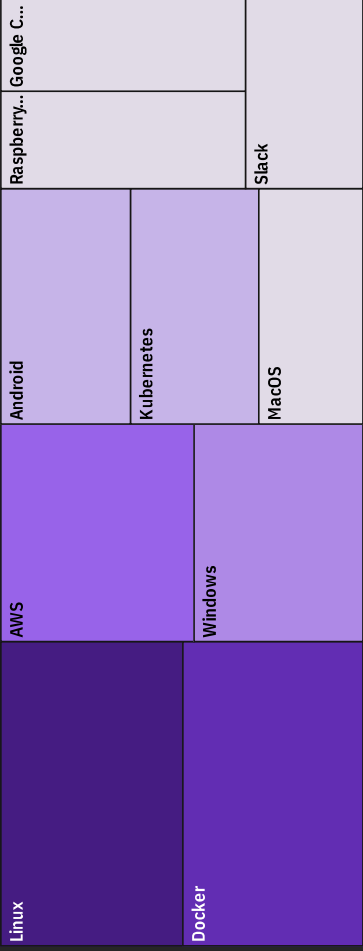 Linux
Docker
AWS
Windows
Android
Kubernetes
MacOS
Raspberry...
Google C...
Slack